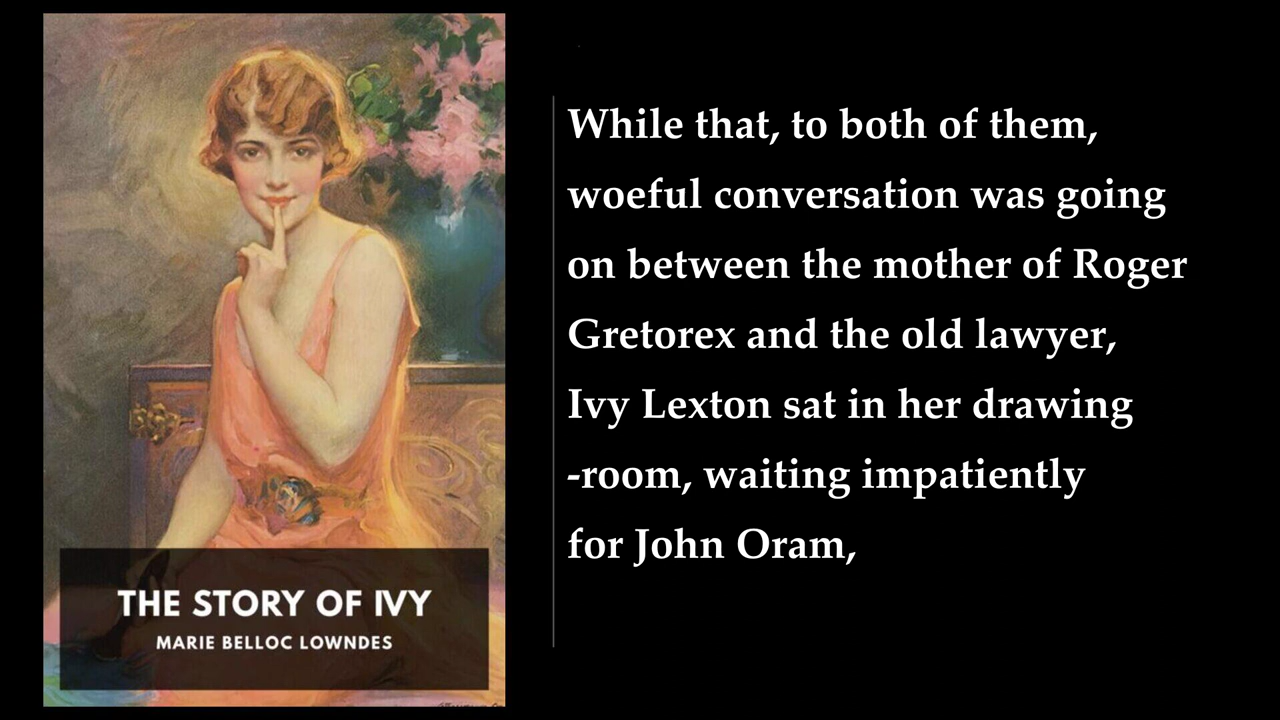 THE STORY OF IVY
MARIE BELLOC LOWNDES
While that, to both of them,
woeful conversation was going
on between the mother of Roger
Gretorex and the old lawyer,
Ivy Lexton sat in her drawing
-room, waiting impatiently
for John Oram,